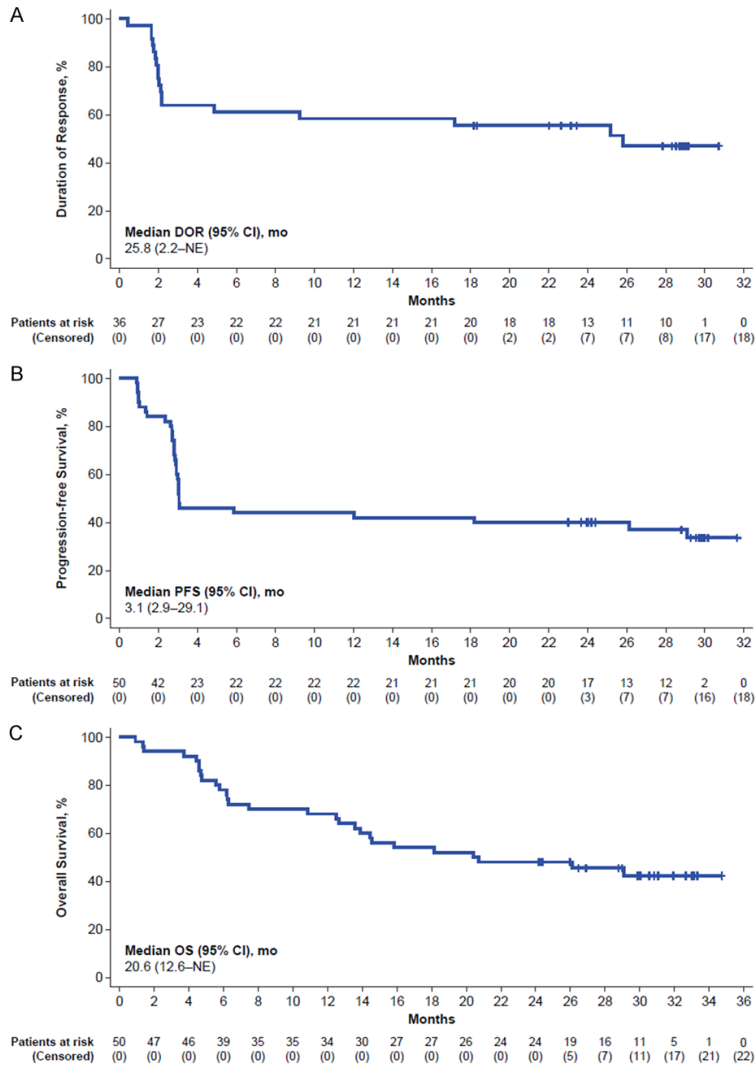 A
100
80
60
40
20
0
Duration of Response, %
Median DOR (95% CI), mo
25.8 (2.2–NE)
0 2 4 6 8 10 12 14 16 18 20 22 24 26 28 30 32
Months
Patients at risk 36 27 23 22 22 21 21 21 21 20 18 18 13 11 10 1 0
(Censored) (0) (0) (0) (0) (0) (0) (0) (0) (0) (0) (2) (2) (7) (7) (8) (17) (18)
B
100
80
60
40
20
0
Progression-free Survival, %
Median PFS (95% CI), mo
3.1 (2.9–29.1)
0 2 4 6 8 10 12 14 16 18 20 22 24 26 28 30 32
Months
Patients at risk 50 42 23 22 22 22 22 21 21 21 20 20 17 13 12 2 0
(Censored) (0) (0) (0) (0) (0) (0) (0) (0) (0) (0) (0) (0) (3) (7) (7) (16) (18)
C
100
80
60
40
20
0
Overall Survival, %
Median OS (95% CI), mo
20.6 (12.6–NE)
0 2 4 6 8 10 12 14 16 18 20 22 24 26 28 30 32 34 36
Months
Patients at risk 50 47 46 39 35 35 34 30 27 27 26 24 24 19 16 11 5 1 0
(Censored) (0) (0) (0) (0) (0) (0) (0) (0) (0) (0) (0) (0) (0) (5) (7) (11) (17) (21) (22)